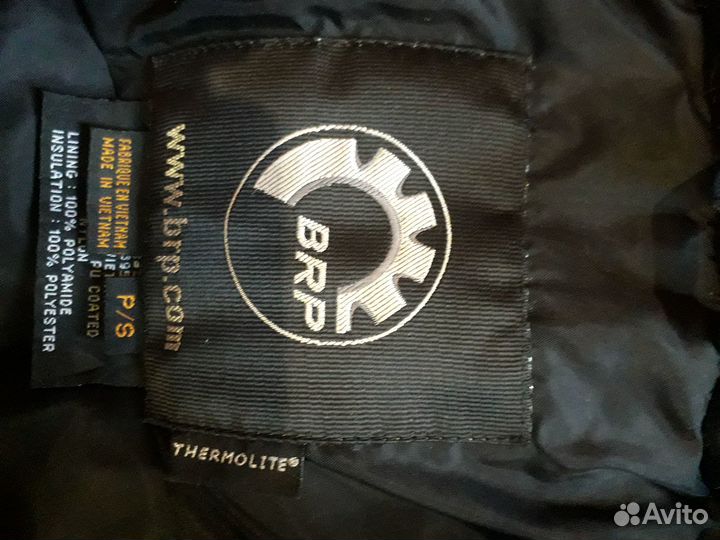 BRP
www.brp.com
THERMOLITE®
P/S
FABRIQUE EN VIETNAM
MADE IN VIETNAM
PU COATED
LINING : 100% POLYAMIDE
INSULATION : 100% POLYESTER
Avito